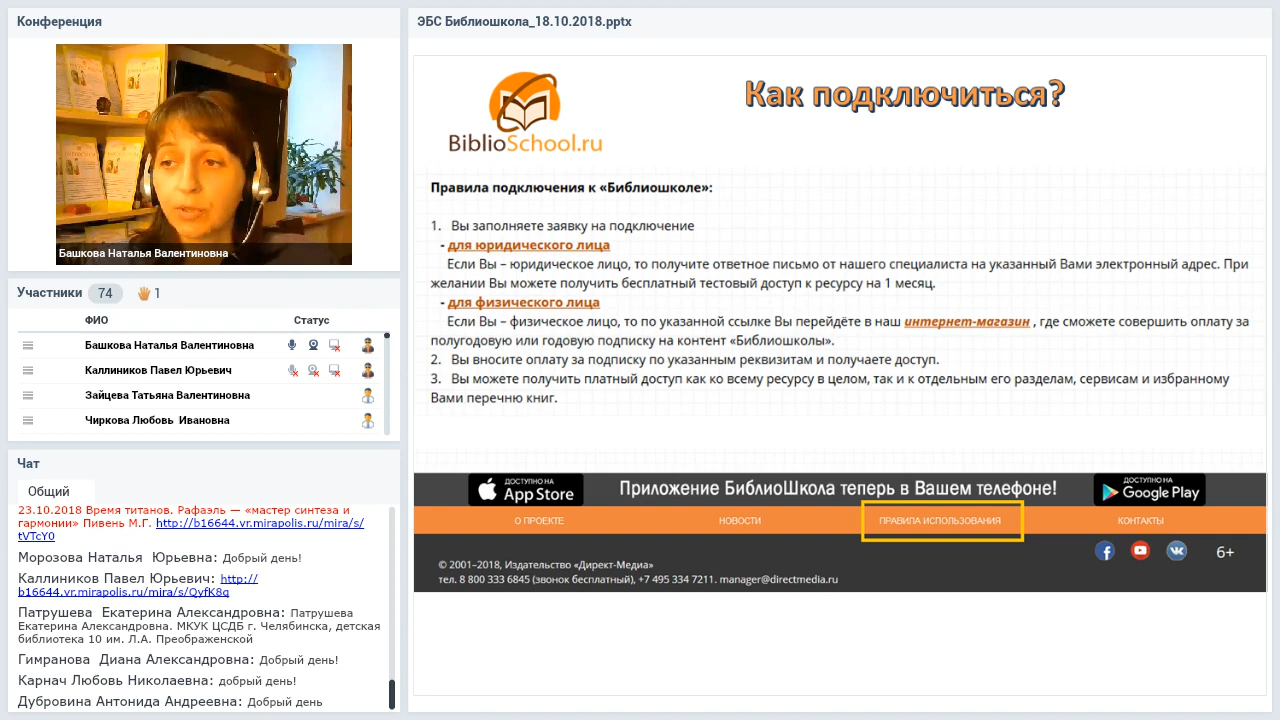 Конференция
Башкова Наталья Валентиновна
Участники 74 1
ФИО Статус
Башкова Наталья Валентиновна
Каллиников Павел Юрьевич
Зайцева Татьяна Валентиновна
Чиркова Любовь Ивановна
Чат
Общий
23.10.2018 Время титанов. Рафаэль — «мастер синтеза и
гармонии» Пивень М.Г. http://b16644.vr.mirapolis.ru/mira/s/
tVTcY0
Морозова Наталья Юрьевна: Добрый день!
Каллиников Павел Юрьевич: http://
b16644.vr.mirapolis.ru/mira/s/QyfK8q
Патрушева Екатерина Александровна: Патрушева
Екатерина Александровна. МКУК ЦСДБ г. Челябинска, детская
библиотека 10 им. Л.А. Преображенской
Гимранова Диана Александровна: Добрый день!
Карнач Любовь Николаевна: добрый день!
Дубровина Антонида Андреевна: Добрый день
ЭБС Библиошкола_18.10.2018.pptx
BiblioSchool.ru
Как подключиться?
Правила подключения к «Библиошколе»:
1. Вы заполняете заявку на подключение
- для юридического лица
Если Вы – юридическое лицо, то получите ответное письмо от нашего специалиста на указанный Вами электронный адрес. При
желании Вы можете получить бесплатный тестовый доступ к ресурсу на 1 месяц.
- для физического лица
Если Вы – физическое лицо, то по указанной ссылке Вы перейдёте в наш интернет-магазин , где сможете совершить оплату за
полугодовую или годовую подписку на контент «Библиошколы».
2. Вы вносите оплату за подписку по указанным реквизитам и получаете доступ.
3. Вы можете получить платный доступ как ко всему ресурсу в целом, так и к отдельным его разделам, сервисам и избранному
Вами перечню книг.
ДОСТУПНО НА
App Store
Приложение БиблиоШкола теперь в Вашем телефоне!
ДОСТУПНО НА
Google Play
О ПРОЕКТЕ НОВОСТИ ПРАВИЛА ИСПОЛЬЗОВАНИЯ КОНТАКТЫ
6+
© 2001–2018, Издательство «Директ-Медиа»
тел. 8 800 333 6845 (звонок бесплатный), +7 495 334 7211. manager@directmedia.ru